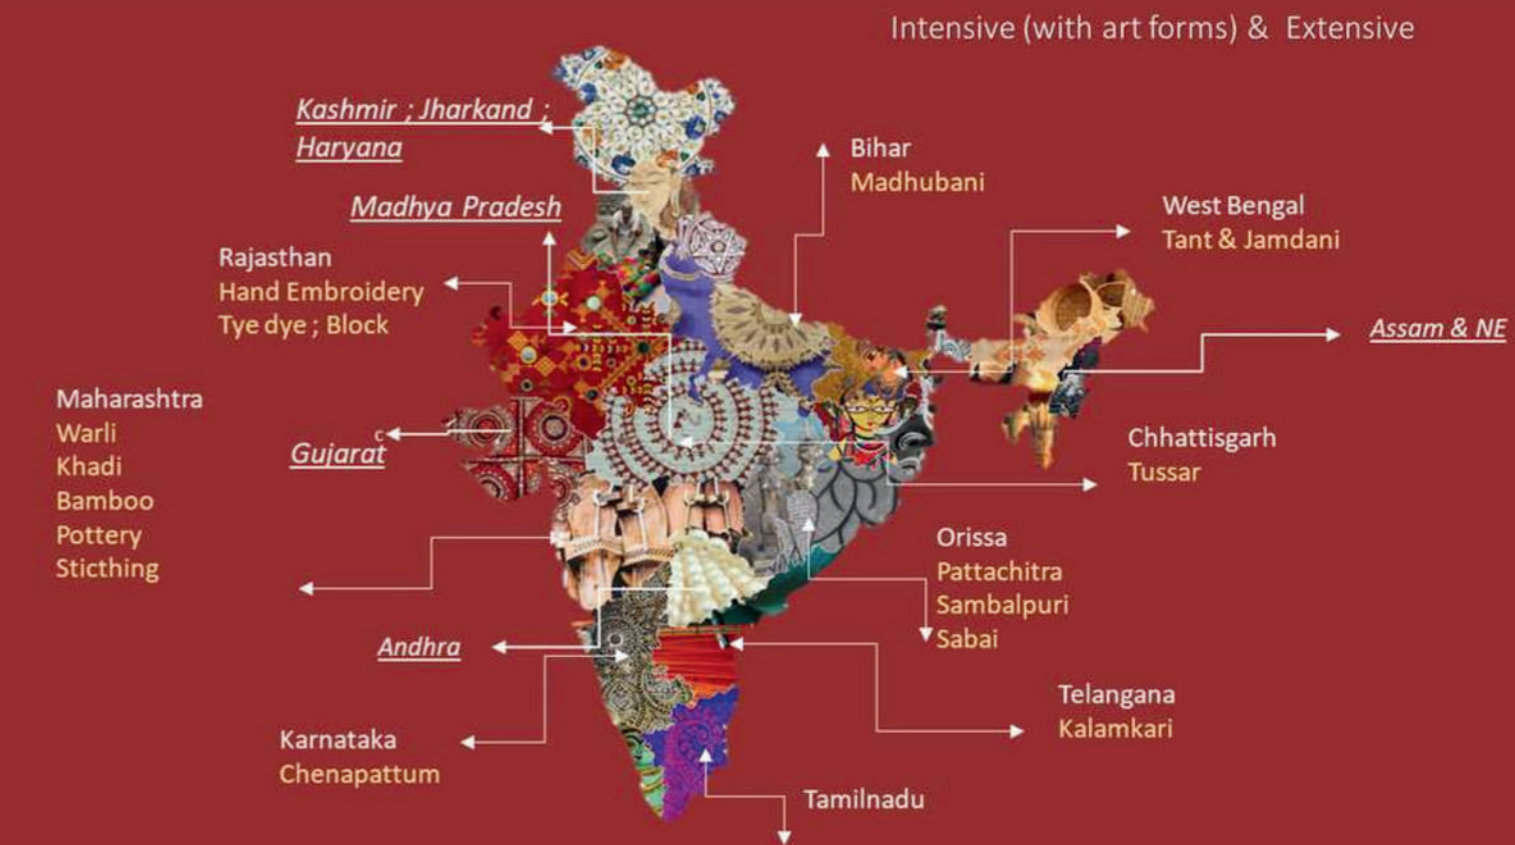 Intensive (with art forms) & Extensive
Kashmir ; Jharkand ;
Haryana
Madhya Pradesh
Rajasthan
Hand Embroidery
Tye dye ; Block
Maharashtra
Warli
Khadi
Bamboo
Pottery
Sticthing
c
Gujarat
Andhra
Karnataka
Chenapattum
Bihar
Madhubani
West Bengal
Tant & Jamdani
Assam & NE
Chhattisgarh
Tussar
Orissa
Pattachitra
Sambalpuri
Sabai
Telangana
Kalamkari
Tamilnadu